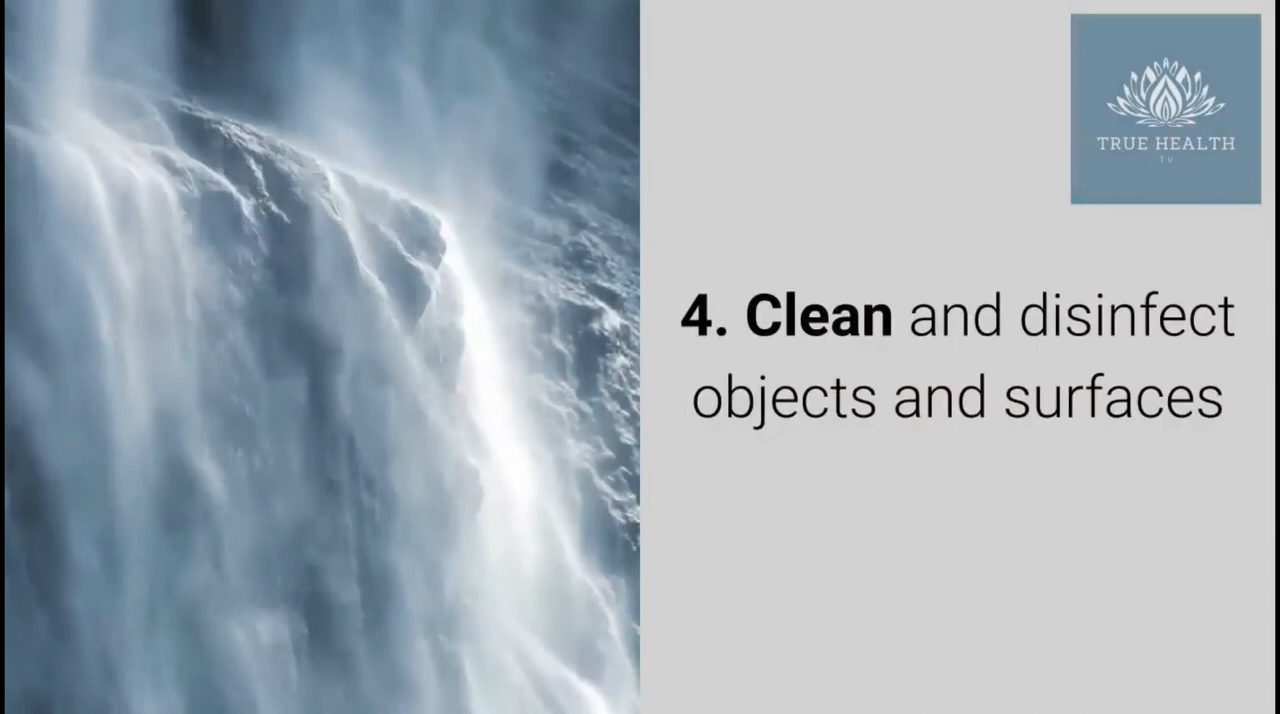 TRUE HEALTH
TV
4. Clean and disinfect
objects and surfaces